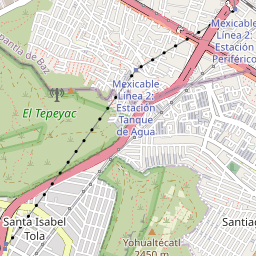 Mexicable
Línea 2:
Estación
Periférico
pantla de Baz
Mexicable
Línea 2:
Estación
Tanque
de Agua
El Tepeyac
Santa Isabel
Tola
Santiag
Yohualtécatl
2450 m